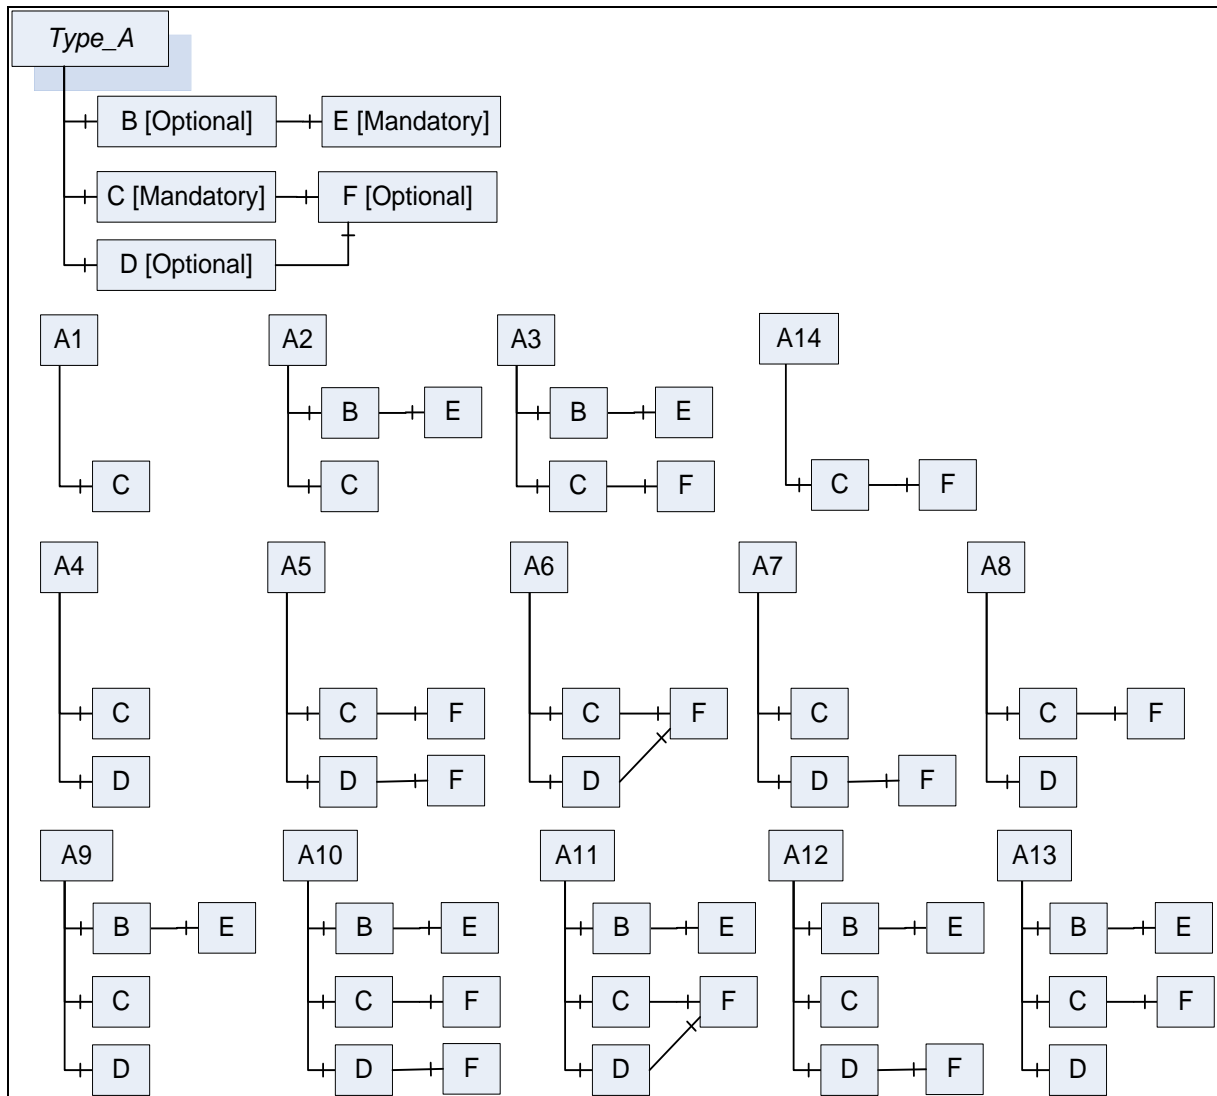 Type_A
B [Optional] E [Mandatory]
C [Mandatory] F [Optional]
D [Optional]
A1 A2 A3 A14
B E B E
C C C F C F
A4 A5 A6 A7 A8
C C F C F C C F
D D F D D F D
A9 A10 A11 A12 A13
B E B E B E B E B E
C C F C F C C F
D D F D D F D